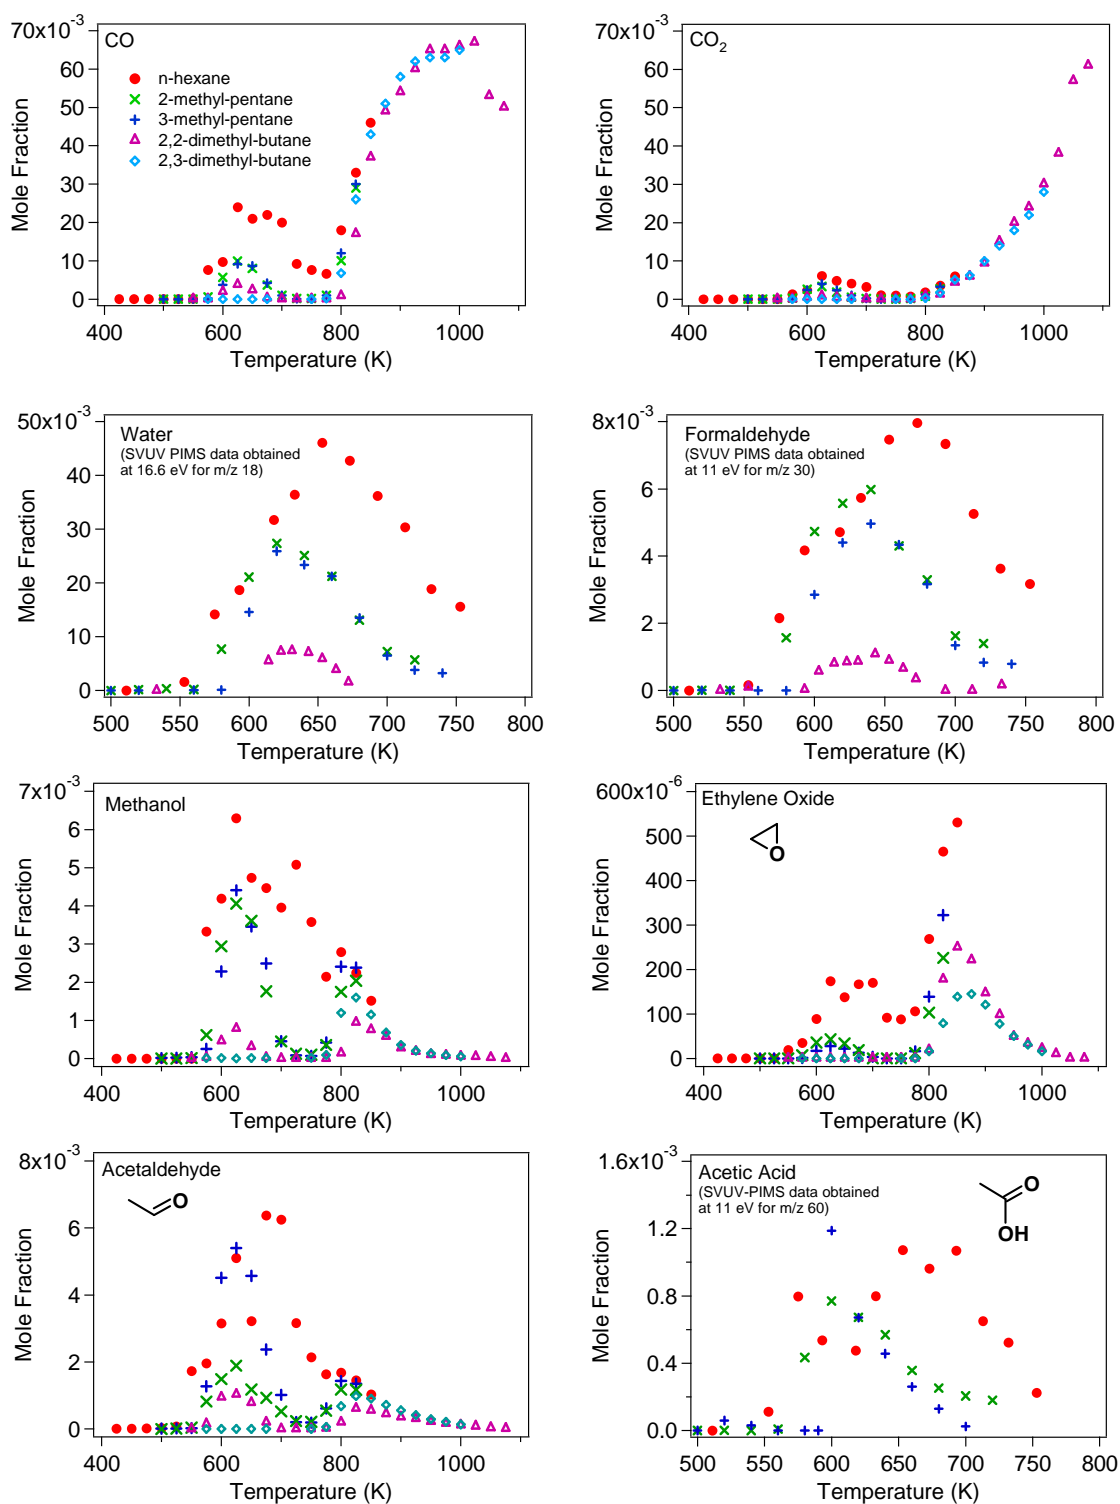 70x10-3
CO
60
50
40
30
20
10
0
Mole Fraction
n-hexane
2-methyl-pentane
3-methyl-pentane
2,2-dimethyl-butane
2,3-dimethyl-butane
400 600 800 1000
Temperature (K)
70x10-3
CO2
60
50
40
30
20
10
0
Mole Fraction
400 600 800 1000
Temperature (K)
50x10-3
Water
(SVUV PIMS data obtained
at 16.6 eV for m/z 18)
40
30
20
10
0
Mole Fraction
500 550 600 650 700 750 800
Temperature (K)
8x10-3
Formaldehyde
(SVUV PIMS data obtained
at 11 eV for m/z 30)
6
4
2
0
Mole Fraction
500 550 600 650 700 750 800
Temperature (K)
7x10-3
Methanol
6
5
4
3
2
1
0
Mole Fraction
400 600 800 1000
Temperature (K)
600x10-6
Ethylene Oxide
O
500
400
300
200
100
0
Mole Fraction
400 600 800 1000
Temperature (K)
8x10-3
Acetaldehyde
O
6
4
2
0
Mole Fraction
400 600 800 1000
Temperature (K)
1.6x10-3
Acetic Acid
(SVUV-PIMS data obtained
at 11 eV for m/z 60)
O
OH
1.2
0.8
0.4
0.0
Mole Fraction
500 550 600 650 700 750 800
Temperature (K)